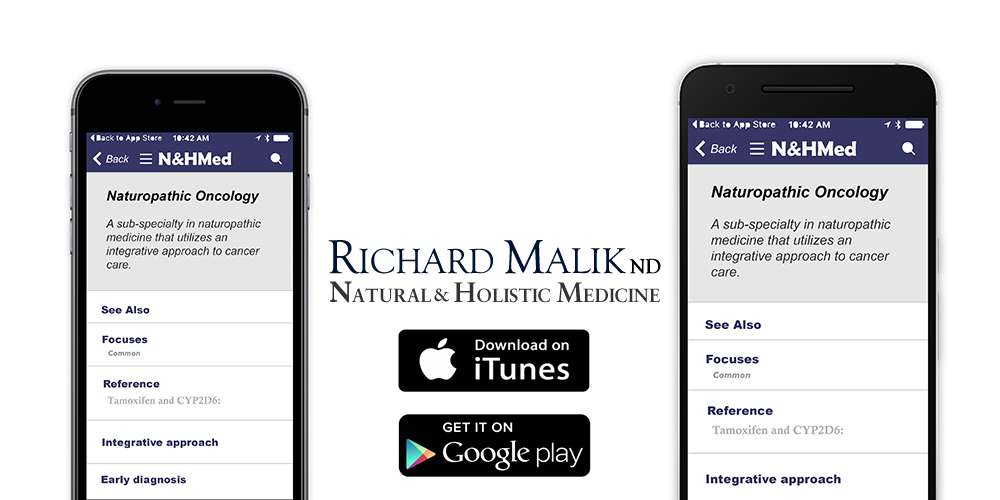 Back to App Store 10:42 AM
Back N&HMed
Naturopathic Oncology
A sub-specialty in naturopathic
medicine that utilizes an
integrative approach to cancer
care.
See Also
Focuses
Common
Reference
Tamoxifen and CYP2D6:
Integrative approach
Early diagnosis
RICHARD MALIK ND
NATURAL & HOLISTIC MEDICINE
Download on
iTunes
GET IT ON
Google play
Back to App Store 10:42 AM
Back N&HMed
Naturopathic Oncology
A sub-specialty in naturopathic
medicine that utilizes an
integrative approach to cancer
care.
See Also
Focuses
Common
Reference
Tamoxifen and CYP2D6:
Integrative approach